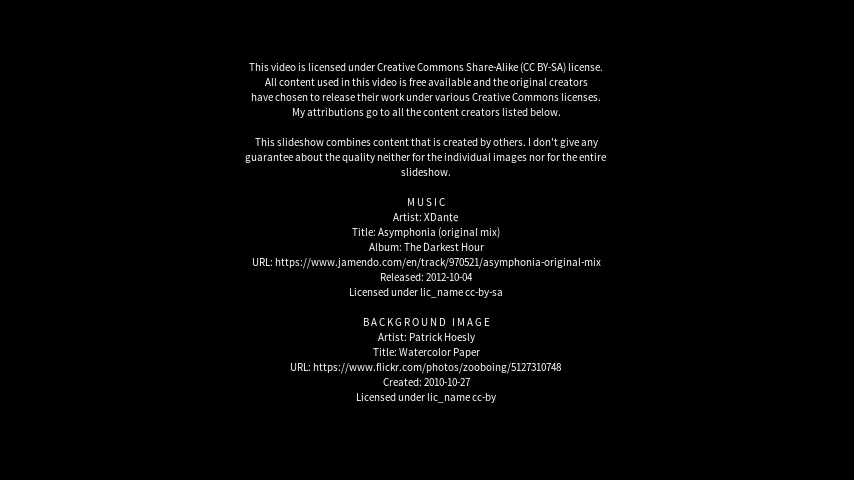 This video is licensed under Creative Commons Share-Alike (CC BY-SA) license.
All content used in this video is free available and the original creators
have chosen to release their work under various Creative Commons licenses.
My attributions go to all the content creators listed below.
This slideshow combines content that is created by others. I don't give any
guarantee about the quality neither for the individual images nor for the entire
slideshow.
MUSIC
Artist: XDante
Title: Asymphonia (original mix)
Album: The Darkest Hour
URL: https://www.jamendo.com/en/track/970521/asymphonia-original-mix
Released: 2012-10-04
Licensed under lic_name cc-by-sa
BACKGROUND IMAGE
Artist: Patrick Hoesly
Title: Watercolor Paper
URL: https://www.flickr.com/photos/zooboing/5127310748
Created: 2010-10-27
Licensed under lic_name cc-by